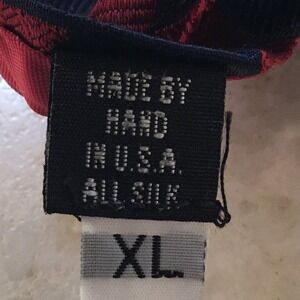 MADE BY
HAND
IN U.S.A.
ALL SILK
XL